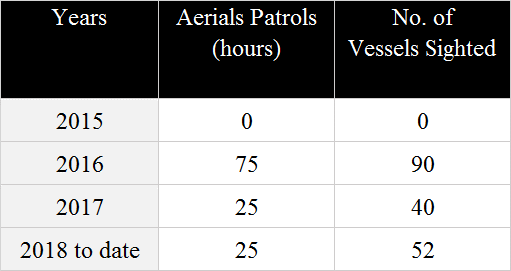 Years Aerials Patrols No. of
(hours) Vessels Sighted
2015 0 0
2016 75 90
2017 25 40
2018 to date 25 52